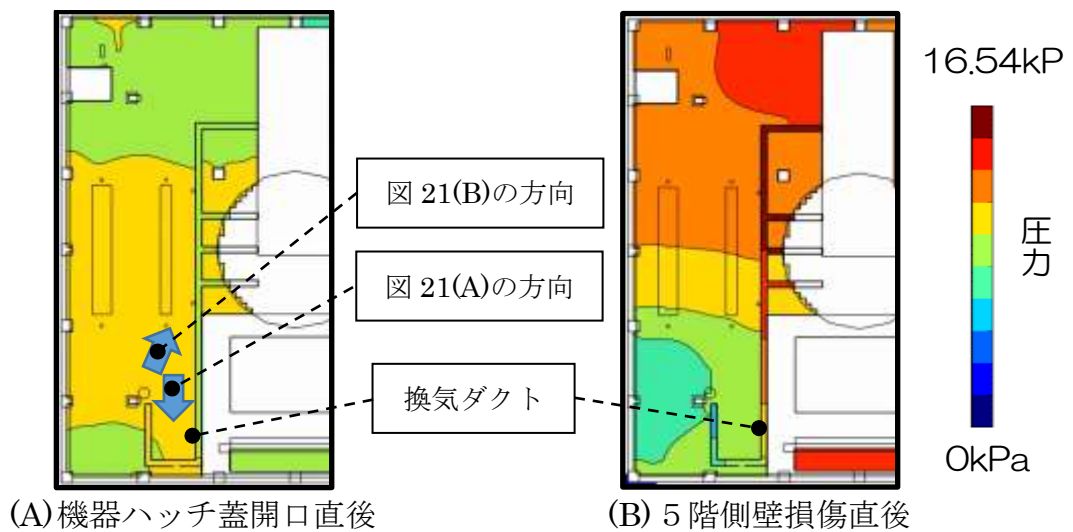 16.54kP
図 21(B)の方向
図 21(A)の方向
換気ダクト
圧力
0kPa
(A)機器ハッチ蓋開口直後
(B)５階側壁損傷直後